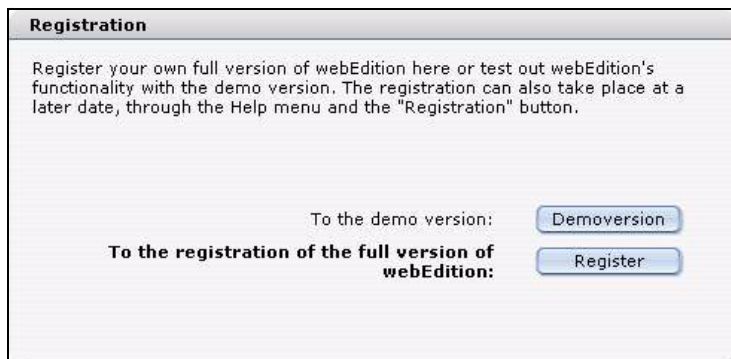 Registration
Register your own full version of webEdition here or test out webEdition's
functionality with the demo version. The registration can also take place at a
later date, through the Help menu and the "Registration" button.
To the demo version: Demoversion
To the registration of the full version of
webEdition: Register